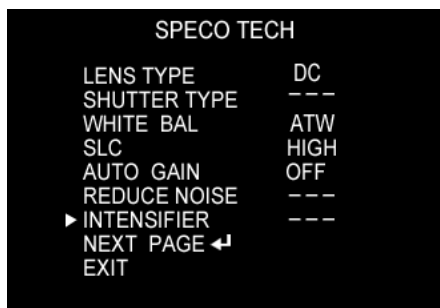 SPECO TECH
LENS TYPE DC
SHUTTER TYPE ---
WHITE BAL ATW
SLC HIGH
AUTO GAIN OFF
REDUCE NOISE ---
▶ INTENSIFIER ---
NEXT PAGE ↵
EXIT